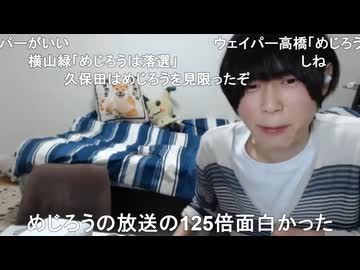 パーがいい
ウェイパー高橋「めじろう
横山緑「めじろうは落選」
しね
久保田はめじろうを見限ったぞ
めじろうの放送の125倍面白かった